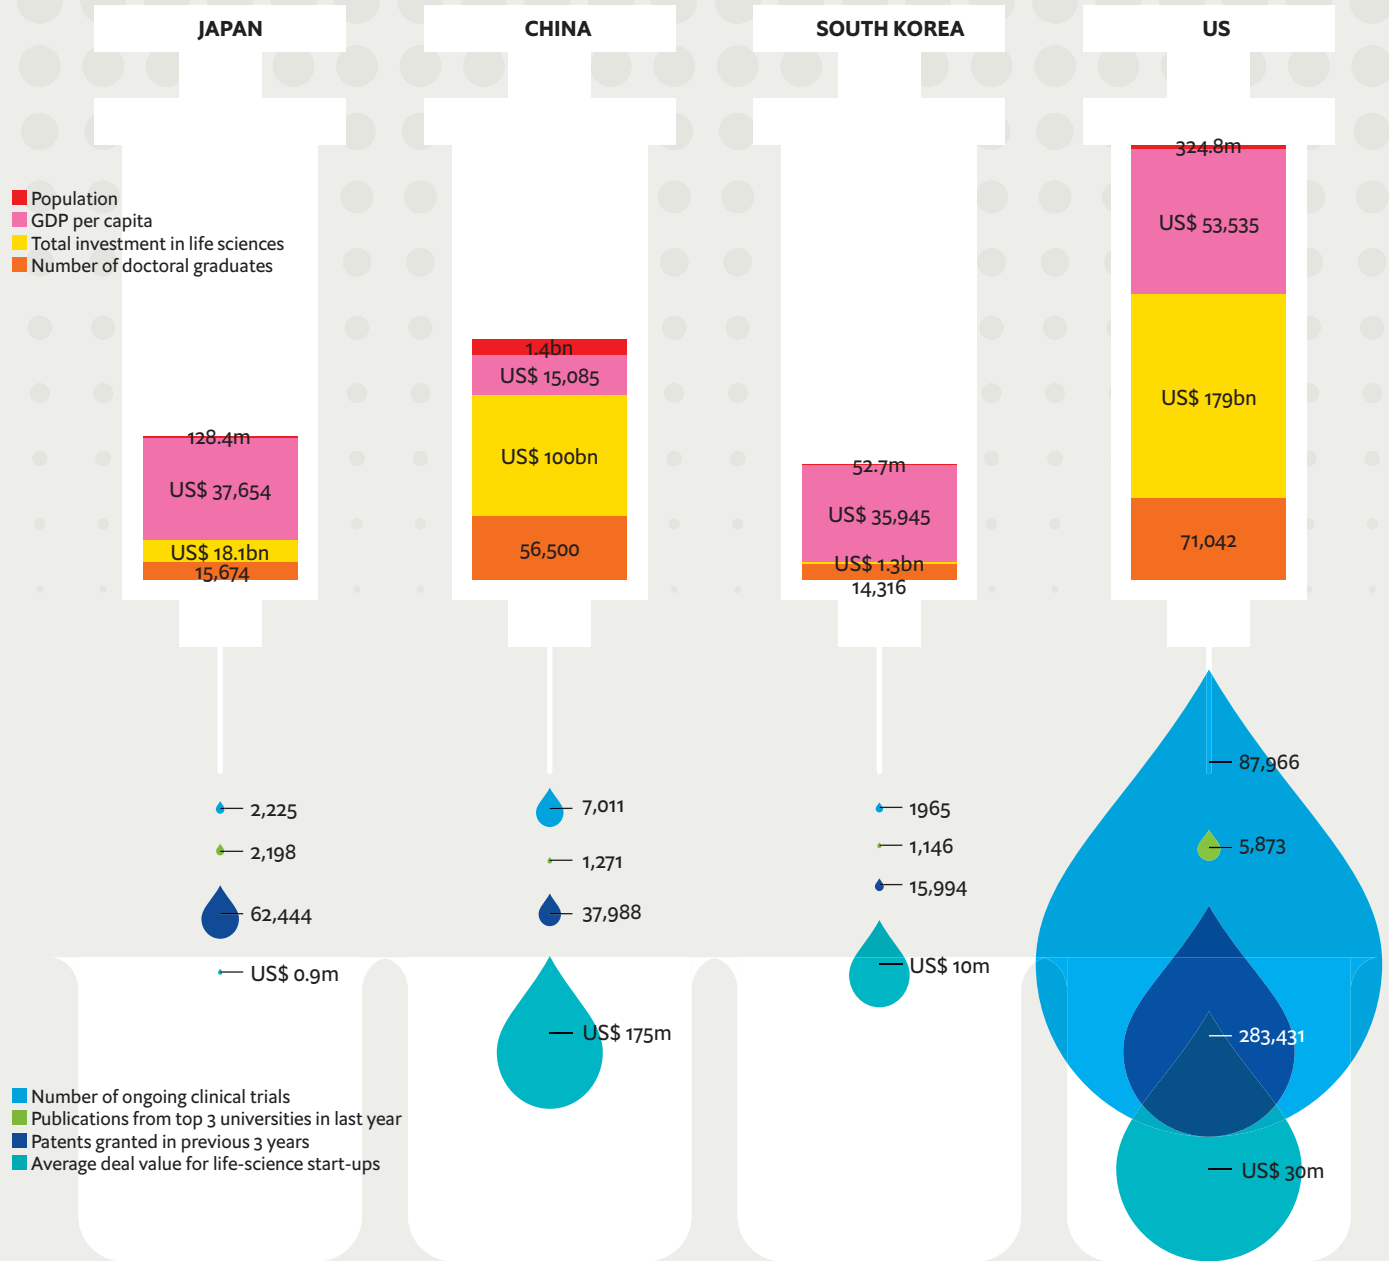 JAPAN
CHINA
SOUTH KOREA
US
Population
GDP per capita
Total investment in life sciences
Number of doctoral graduates
128.4m
US$ 37,654
US$ 18.1bn
15,674
1.4bn
US$ 15,085
US$ 100bn
56,500
52.7m
US$ 35,945
US$ 1.3bn
14,316
324.8m
US$ 53,535
US$ 179bn
71,042
2,225
2,198
62,444
US$ 0.9m
7,011
1,271
37,988
US$ 175m
1965
1,146
15,994
US$ 10m
87,966
5,873
283,431
US$ 30m
Number of ongoing clinical trials
Publications from top 3 universities in last year
Patents granted in previous 3 years
Average deal value for life-science start-ups